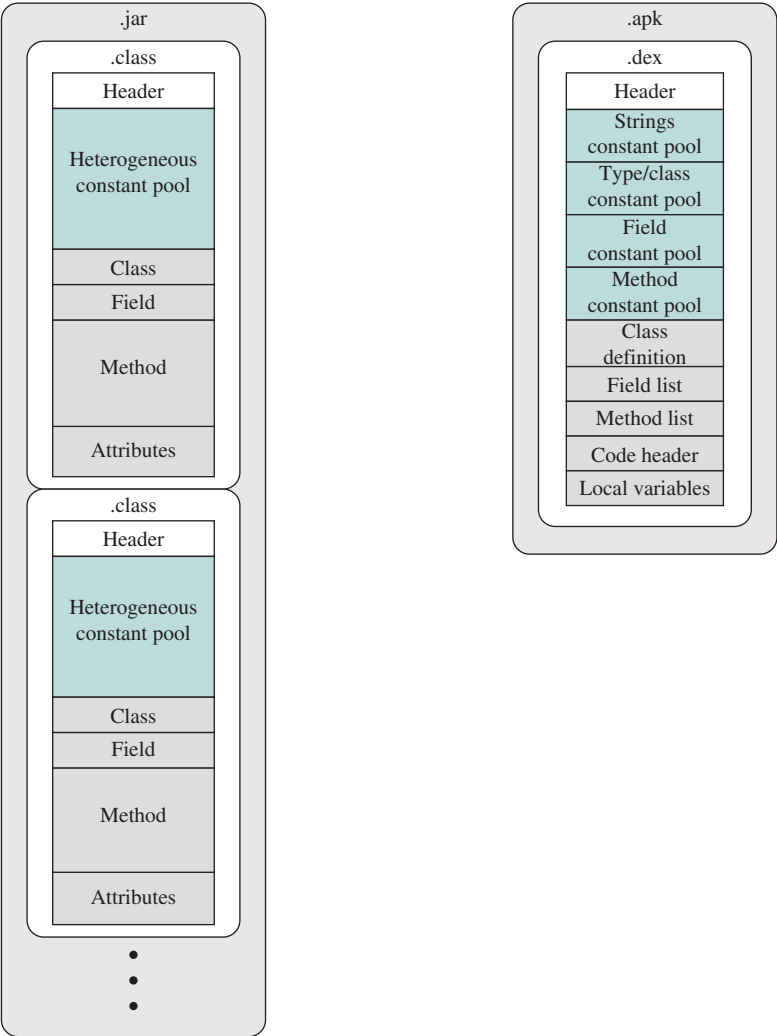 .jar
.class
Header
Heterogeneous
constant pool
Class
Field
Method
Attributes
.class
Header
Heterogeneous
constant pool
Class
Field
Method
Attributes
.apk
.dex
Header
Strings
constant pool
Type/class
constant pool
Field
constant pool
Method
constant pool
Class
definition
Field list
Method list
Code header
Local variables